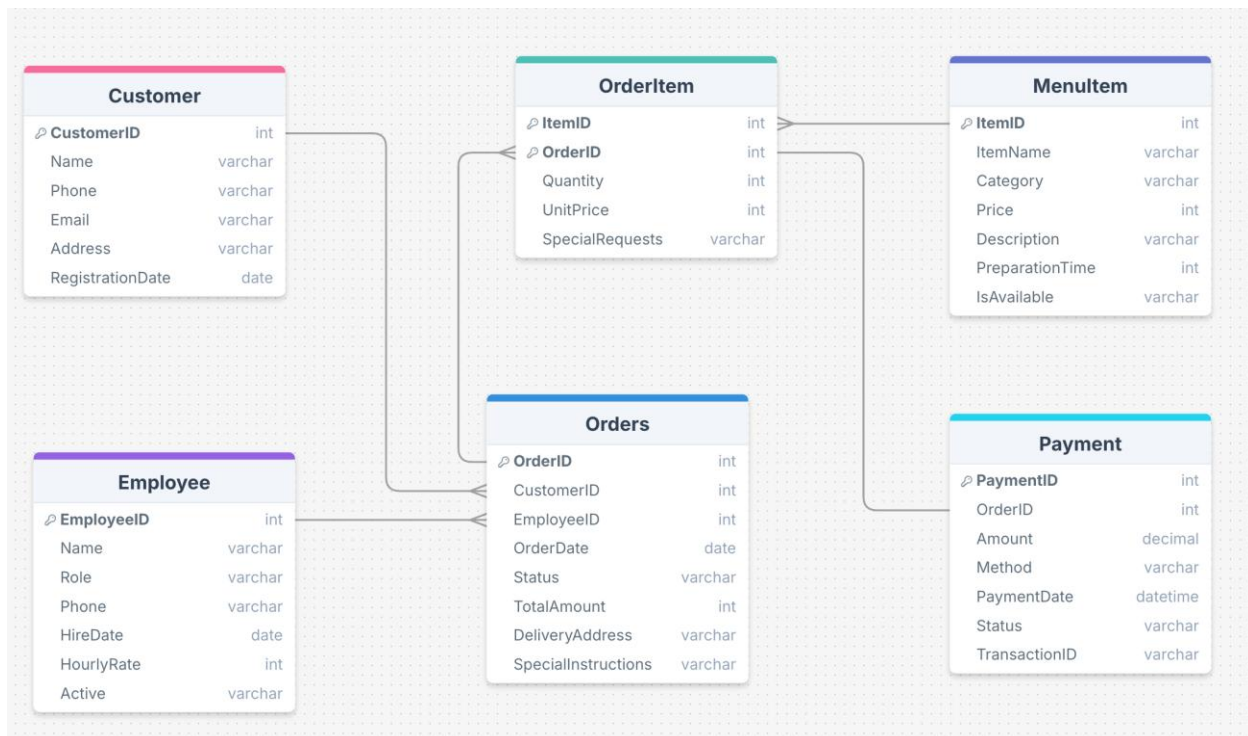 Customer
CustomerID int
Name varchar
Phone varchar
Email varchar
Address varchar
RegistrationDate date
OrderItem
ItemID int
OrderID int
Quantity int
UnitPrice int
SpecialRequests varchar
MenuItem
ItemID int
ItemName varchar
Category varchar
Price int
Description varchar
PreparationTime int
IsAvailable varchar
Employee
EmployeeID int
Name varchar
Role varchar
Phone varchar
HireDate date
HourlyRate int
Active varchar
Orders
OrderID int
CustomerID int
EmployeeID int
OrderDate date
Status varchar
TotalAmount int
DeliveryAddress varchar
SpecialInstructions varchar
Payment
PaymentID int
OrderID int
Amount decimal
Method varchar
PaymentDate datetime
Status varchar
TransactionID varchar